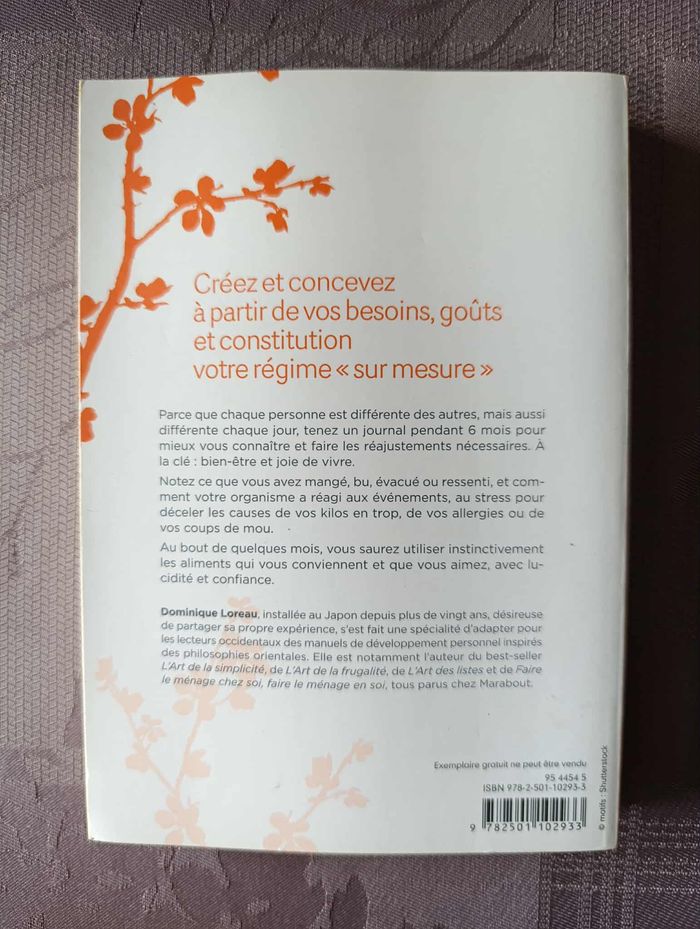 Créez et concevez
à partir de vos besoins, goûts
et constitution
votre régime « sur mesure »
Parce que chaque personne est différente des autres, mais aussi
différente chaque jour, tenez un journal pendant 6 mois pour
mieux vous connaître et faire les réajustements nécessaires. À
la clé : bien-être et joie de vivre.
Notez ce que vous avez mangé, bu, évacué ou ressenti, et com-
ment votre organisme a réagi aux événements, au stress pour
déceler les causes de vos kilos en trop, de vos allergies ou de
vos coups de mou.
Au bout de quelques mois, vous saurez utiliser instinctivement
les aliments qui vous conviennent et que vous aimez, avec lu-
cidité et confiance.
Dominique Loreau, installée au Japon depuis plus de vingt ans, désireuse
de partager sa propre expérience, s'est fait une spécialité d'adapter pour
les lecteurs occidentaux des manuels de développement personnel inspirés
des philosophies orientales. Elle est notamment l'auteur du best-seller
L'Art de la simplicité, de L'Art de la frugalité, de L'Art des listes et de Faire
le ménage chez soi, faire le ménage en soi, tous parus chez Marabout.
Exemplaire gratuit ne peut être vendu
95 4454 5
ISBN 978-2-501-10293-3
9 782501 102933
© motifs : Shutterstock